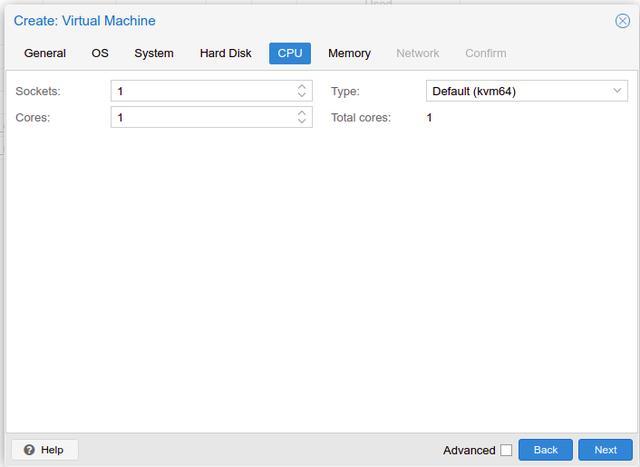 Used
Create: Virtual Machine
General OS System Hard Disk CPU Memory Network Confirm
Sockets: 1 Type: Default (kvm64)
Cores: 1 Total cores: 1
Help Advanced Back Next